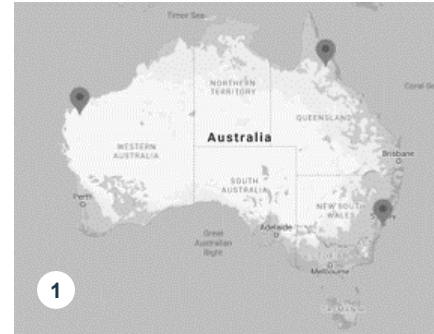 Timor Sea
NORTHERN
TERRITORY
Coral Se
QUEENSLAND
Australia
WESTERN
AUSTRALIA
Brisbane
SOUTH
AUSTRALIA
Perth
NEW SOUTH
WALES
Great
Australian
Bight
Adelaide
Melbourne
TASMANIA
1